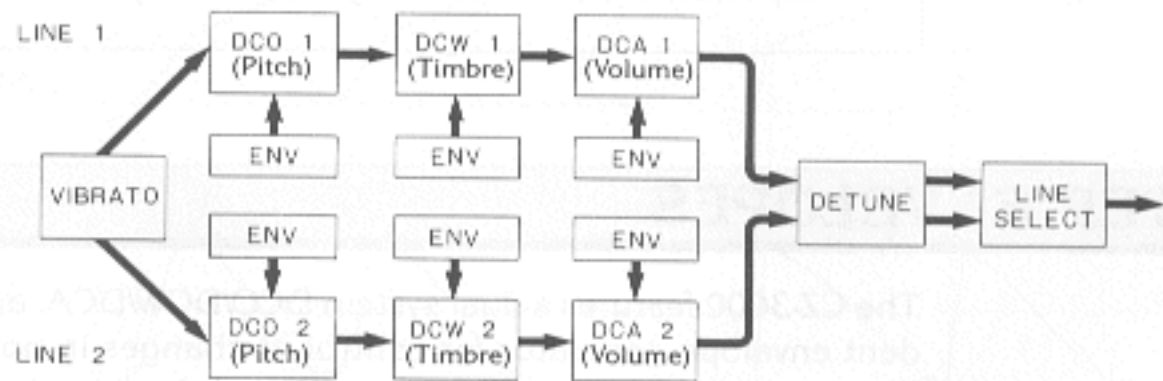 LINE 1
DCO 1
(Pitch)
DCW 1
(Timbre)
DCA 1
(Volume)
ENV
ENV
ENV
VIBRATO
DETUNE
LINE
SELECT
ENV
ENV
ENV
DCO 2
(Pitch)
DCW 2
(Timbre)
DCA 2
(Volume)
LINE 2